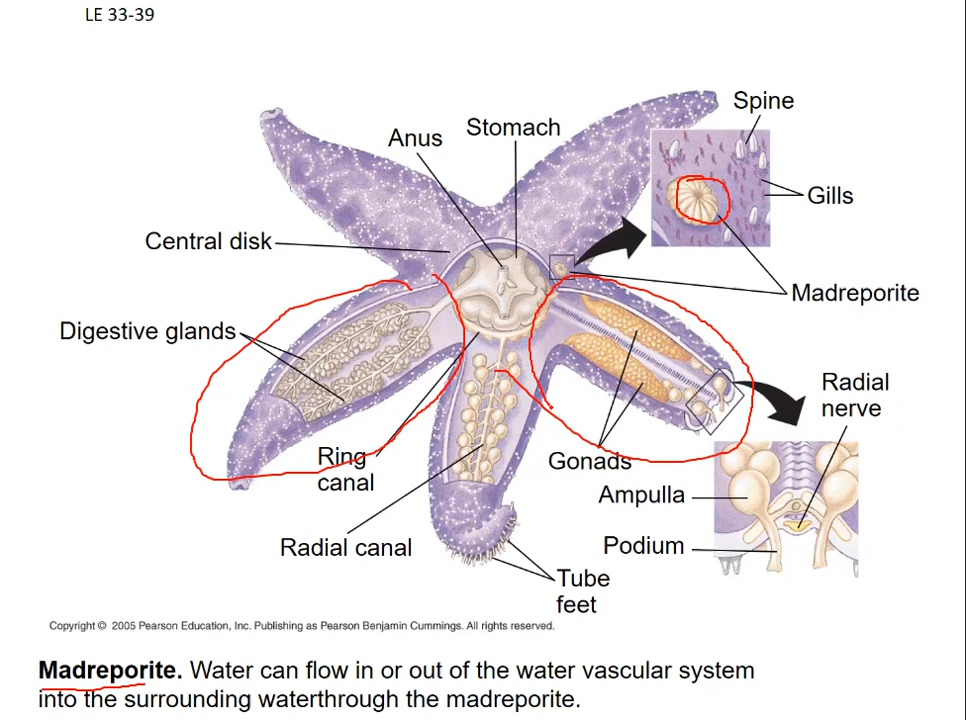 LE 33-39
Spine
Anus
Stomach
Gills
Central disk
Madreporite
Digestive glands
Radial
nerve
Ring
canal
Gonads
Ampulla
Radial canal
Podium
Tube
feet
Copyright © 2005 Pearson Education, Inc. Publishing as Pearson Benjamin Cummings. All rights reserved.
Madreporite. Water can flow in or out of the water vascular system
into the surrounding waterthrough the madreporite.